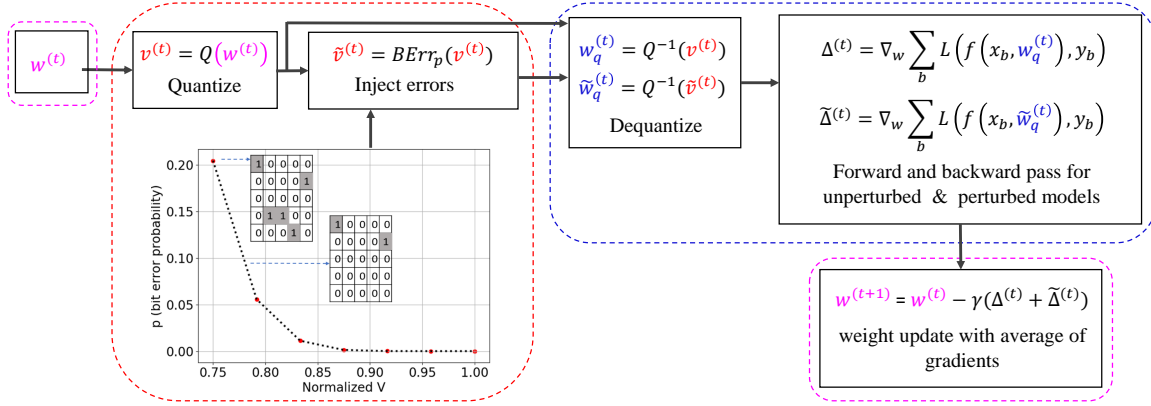 w^(t)
v^(t) = Q(w^(t))
Quantize
ṽ^(t) = BErr_p(v^(t))
Inject errors
w_q^(t) = Q^-1(v^(t))
w̃_q^(t) = Q^-1(ṽ^(t))
Dequantize
Δ^(t) = ∇_w ∑_b L(f(x_b, w_q^(t)), y_b)
Δ̃^(t) = ∇_w ∑_b L(f(x_b, w̃_q^(t)), y_b)
Forward and backward pass for
unperturbed & perturbed models
w^(t+1) = w^(t) − γ(Δ^(t) + Δ̃^(t))
weight update with average of
gradients
p (bit error probability)
0.20
0.15
0.10
0.05
0.00
1 0 0 0 0
0 0 0 0 1
0 0 0 0 0
0 1 1 0 0
0 0 0 1 0
1 0 0 0 0
0 0 0 0 1
0 0 0 0 0
0 0 0 0 0
0 0 0 0 0
0.75 0.80 0.85 0.90 0.95 1.00
Normalized V